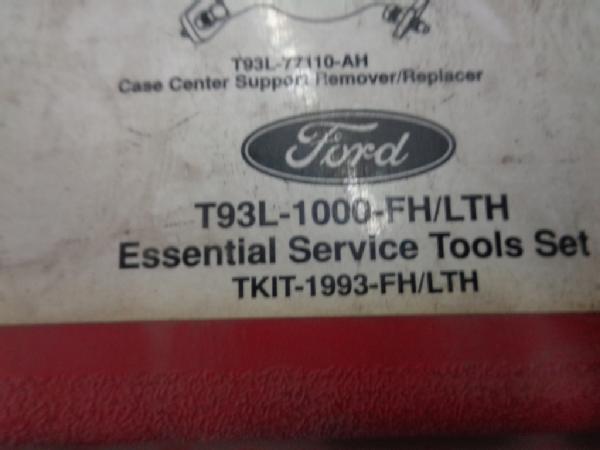 T93L-77110-AH
Case Center Support Remover/Replacer
Ford
T93L-1000-FH/LTH
Essential Service Tools Set
TKIT-1993-FH/LTH